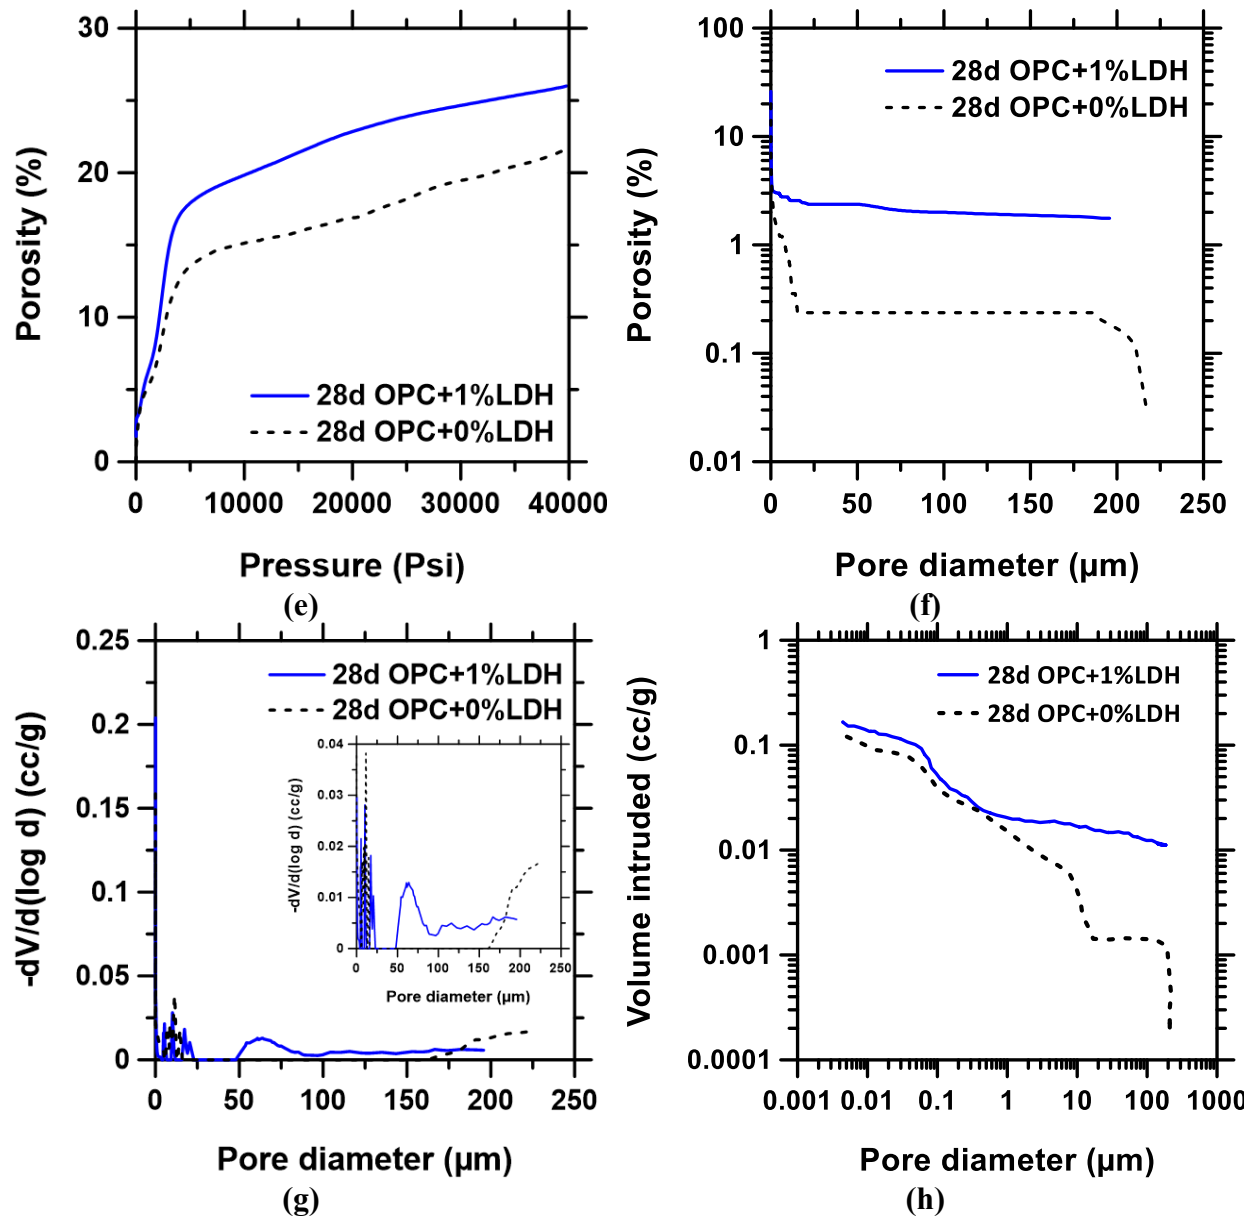 30
20
10
0
Porosity (%)
28d OPC+1%LDH
28d OPC+0%LDH
0 10000 20000 30000 40000
Pressure (Psi)
(e)
100
10
1
0.1
0.01
Porosity (%)
28d OPC+1%LDH
28d OPC+0%LDH
0 50 100 150 200 250
Pore diameter (μm)
(f)
0.25
0.2
0.15
0.1
0.05
0
-dV/d(log d) (cc/g)
28d OPC+1%LDH
28d OPC+0%LDH
0.04
0.03
0.02
0.01
0
-dV/d(log d) (cc/g)
0 50 100 150 200 250
Pore diameter (μm)
0 50 100 150 200 250
Pore diameter (μm)
(g)
1
0.1
0.01
0.001
0.0001
Volume intruded (cc/g)
28d OPC+1%LDH
28d OPC+0%LDH
0.001 0.01 0.1 1 10 100 1000
Pore diameter (μm)
(h)